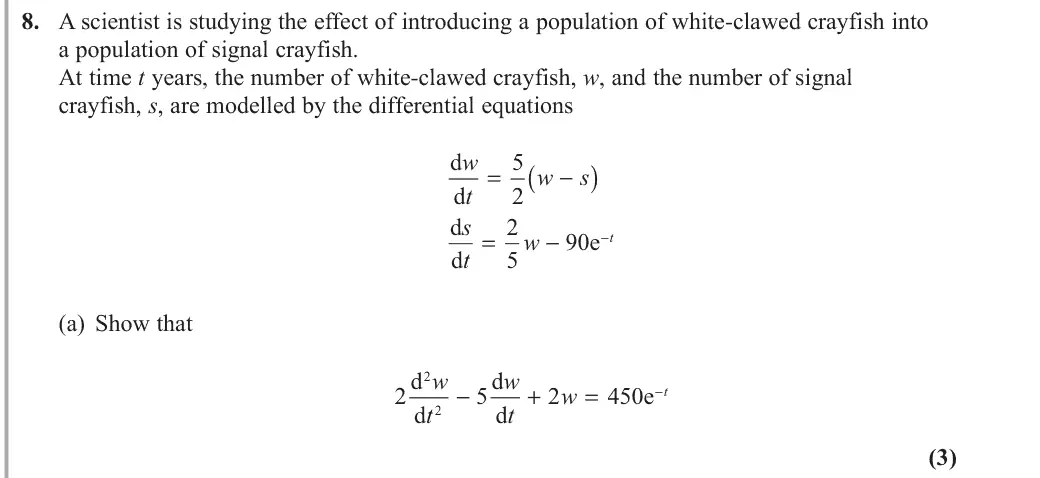 8. A scientist is studying the effect of introducing a population of white-clawed crayfish into
a population of signal crayfish.
At time t years, the number of white-clawed crayfish, w, and the number of signal
crayfish, s, are modelled by the differential equations
dw/dt = 5/2(w – s)
ds/dt = 2/5 w – 90e⁻ᵗ
(a) Show that
2 d²w/dt² – 5 dw/dt + 2w = 450e⁻ᵗ
(3)